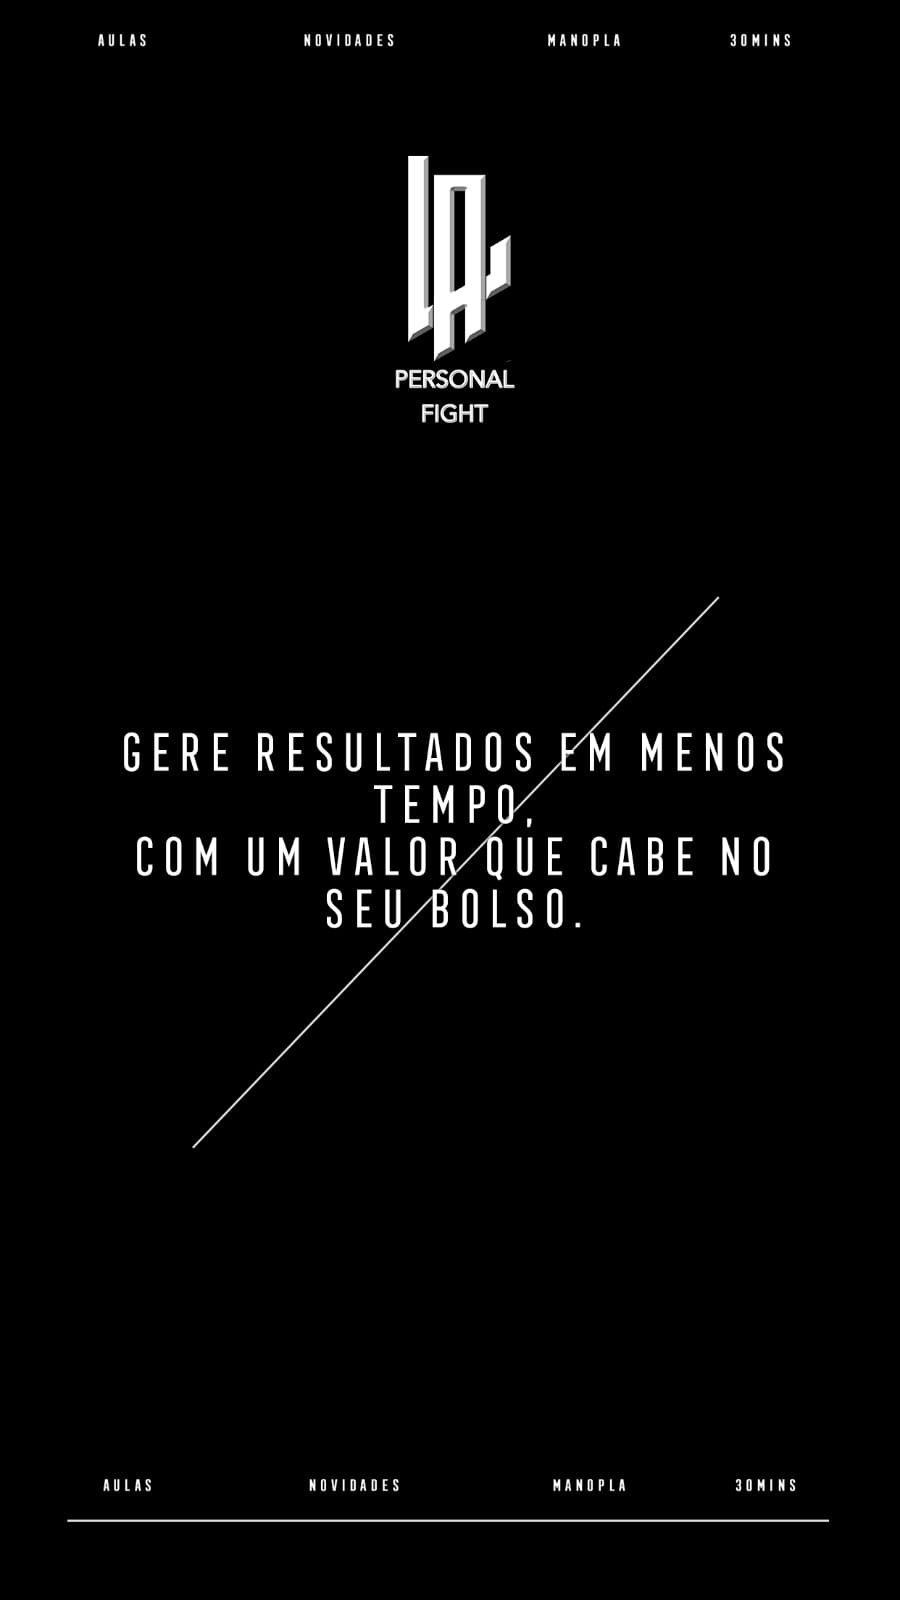 AULAS NOVIDADES MANOPLA 30MINS
LA.
PERSONAL
FIGHT
GERE RESULTADOS EM MENOS
TEMPO,
COM UM VALOR QUE CABE NO
SEU BOLSO.
AULAS NOVIDADES MANOPLA 30MINS